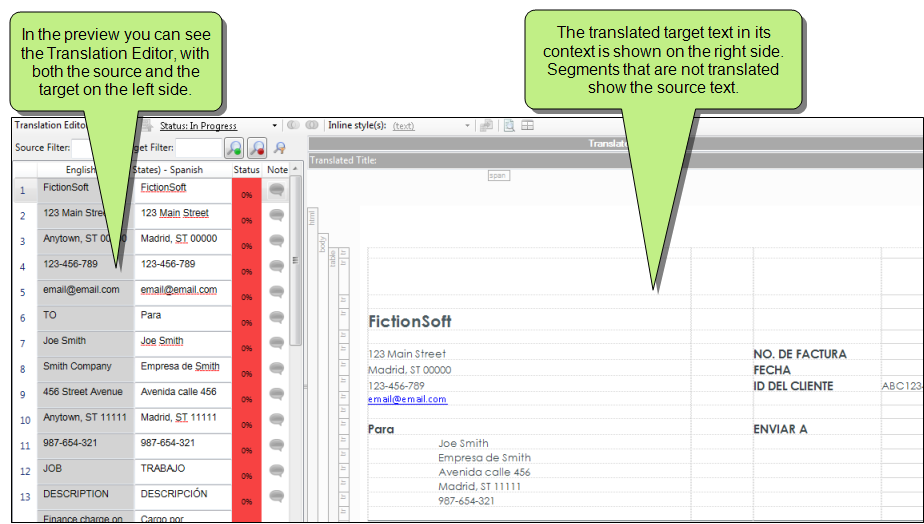 In the preview you can see
the Translation Editor, with
both the source and the
target on the left side.
The translated target text in its
context is shown on the right side.
Segments that are not translated
show the source text.
Translation Editor Status: In Progress Inline style(s): (text)
Source Filter: get Filter: 
Translated Title:
span
English States) - Spanish Status Note
1 FictionSoft FictionSoft 0%
2 123 Main Street 123 Main Street 0%
3 Anytown, ST 00000 Madrid, ST 00000 0%
4 123-456-789 123-456-789 0%
5 email@email.com email@email.com 0%
6 TO Para 0%
7 Joe Smith Joe Smith 0%
8 Smith Company Empresa de Smith 0%
9 456 Street Avenue Avenida calle 456 0%
10 Anytown, ST 11111 Madrid, ST 11111 0%
11 987-654-321 987-654-321 0%
12 JOB TRABAJO 0%
13 DESCRIPTION DESCRIPCIÓN 0%
Finance charge on Cargo por
html
body
table
tr
tr
FictionSoft
123 Main Street NO. DE FACTURA
Madrid, ST 00000 FECHA
123-456-789 ID DEL CLIENTE ABC123
email@email.com
Para ENVIAR A
Joe Smith
Empresa de Smith
Avenida calle 456
Madrid, ST 11111
987-654-321